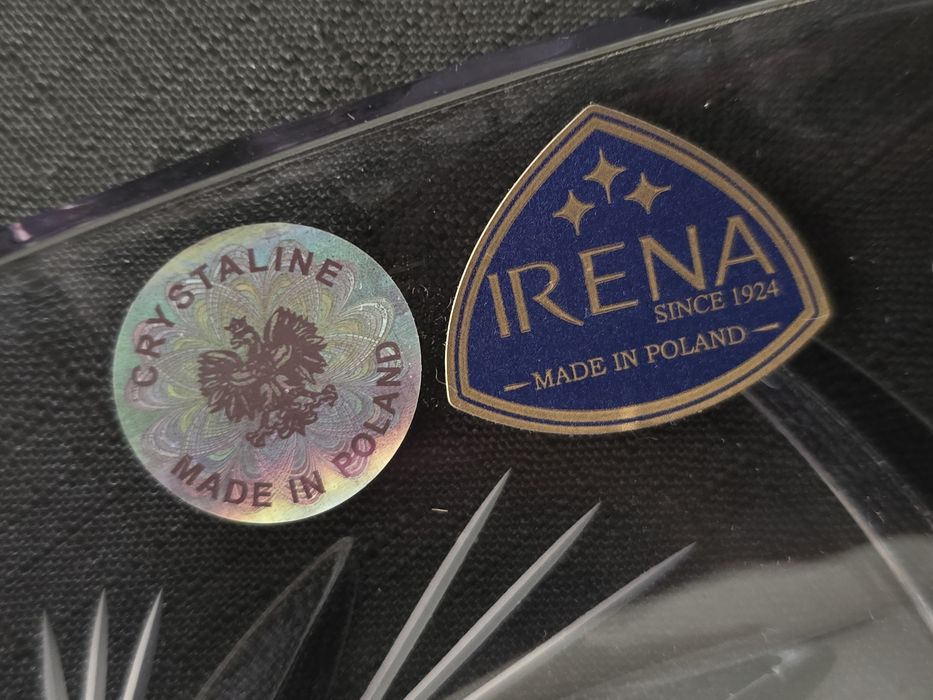 CRYSTALINE
MADE IN POLAND
IRENA
SINCE 1924
MADE IN POLAND